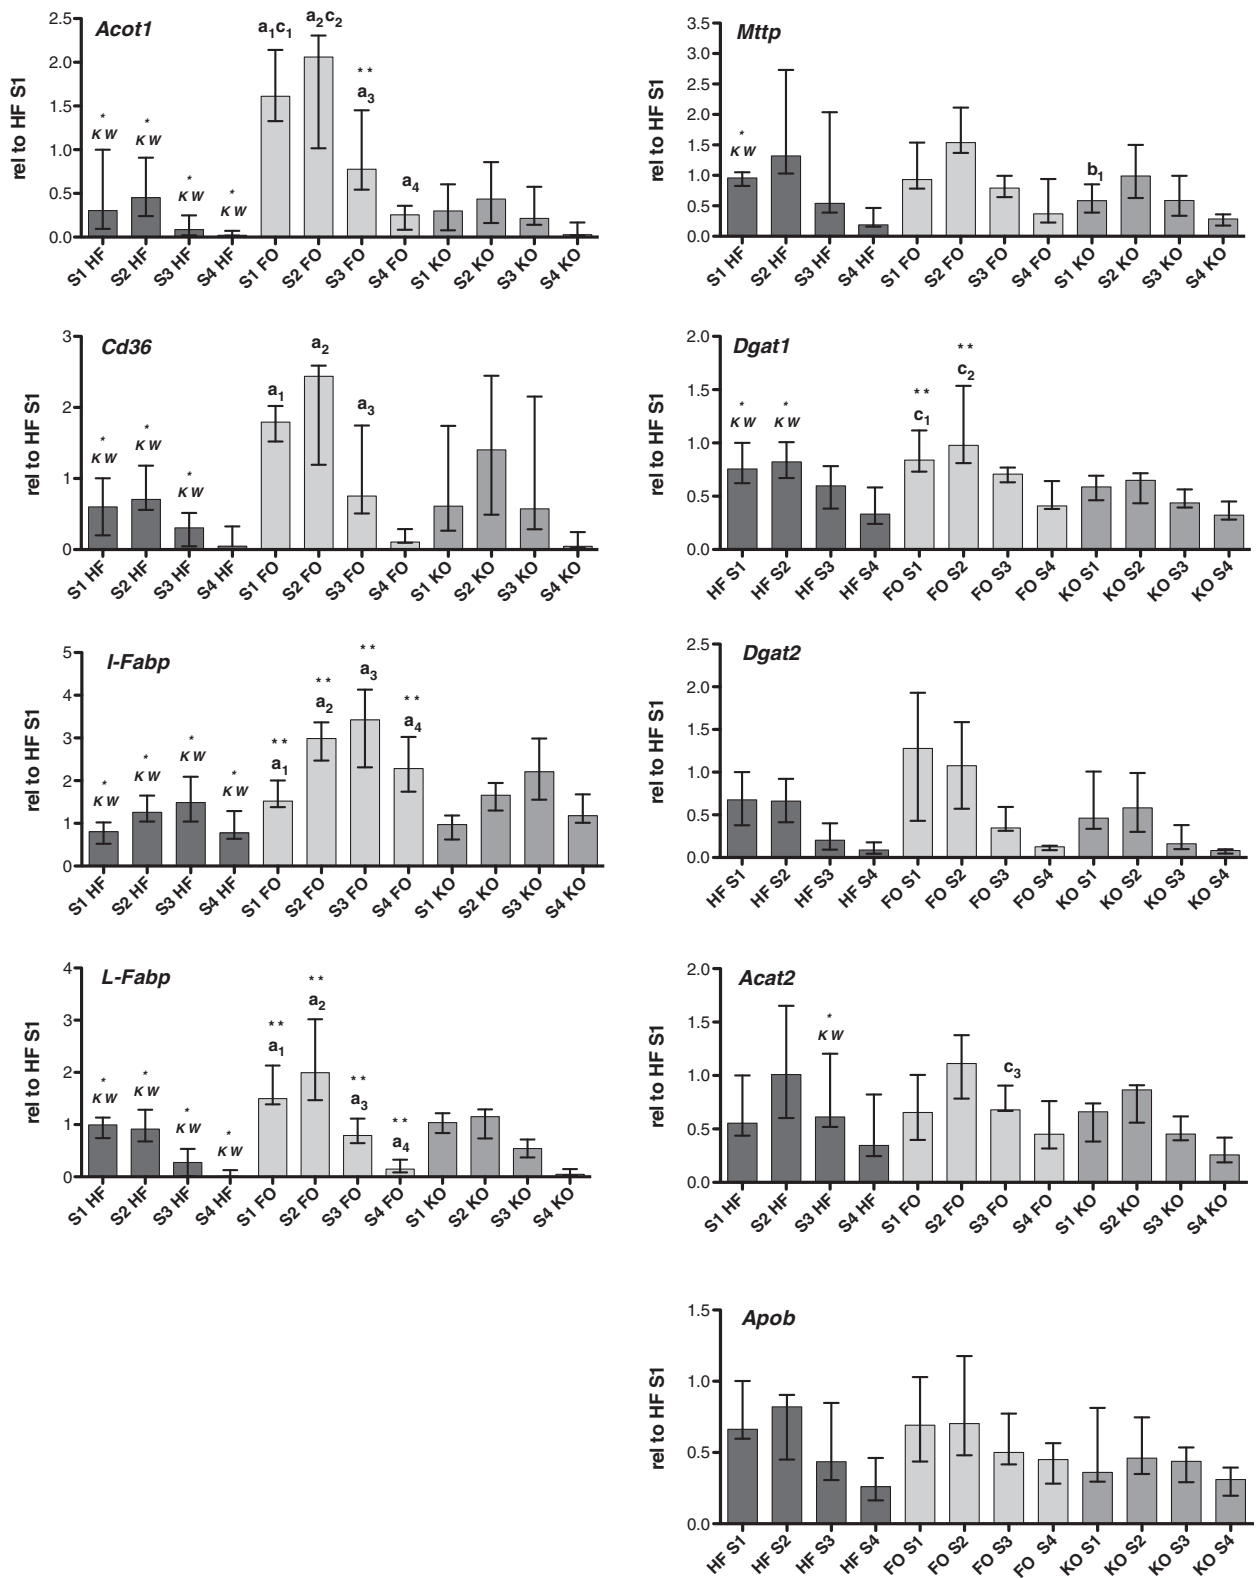 Acot1
rel to HF S1
2.5
2.0
1.5
1.0
0.5
0.0
*
KW
*
KW
*
KW
*
KW
a1c1
a2c2
**
a3
a4
S1 HF
S2 HF
S3 HF
S4 HF
S1 FO
S2 FO
S3 FO
S4 FO
S1 KO
S2 KO
S3 KO
S4 KO
Cd36
rel to HF S1
3
2
1
0
*
KW
*
KW
*
KW
a1
a2
a3
S1 HF
S2 HF
S3 HF
S4 HF
S1 FO
S2 FO
S3 FO
S4 FO
S1 KO
S2 KO
S3 KO
S4 KO
I-Fabp
rel to HF S1
5
4
3
2
1
0
*
KW
*
KW
*
KW
*
KW
**
a1
**
a2
**
a3
**
a4
S1 HF
S2 HF
S3 HF
S4 HF
S1 FO
S2 FO
S3 FO
S4 FO
S1 KO
S2 KO
S3 KO
S4 KO
L-Fabp
rel to HF S1
4
3
2
1
0
*
KW
*
KW
*
KW
*
KW
**
a1
**
a2
**
a3
**
a4
S1 HF
S2 HF
S3 HF
S4 HF
S1 FO
S2 FO
S3 FO
S4 FO
S1 KO
S2 KO
S3 KO
S4 KO
Mttp
rel to HF S1
3.5
3.0
2.5
2.0
1.5
1.0
0.5
0.0
*
KW
b1
S1 HF
S2 HF
S3 HF
S4 HF
S1 FO
S2 FO
S3 FO
S4 FO
S1 KO
S2 KO
S3 KO
S4 KO
Dgat1
rel to HF S1
2.0
1.5
1.0
0.5
0.0
*
KW
*
KW
**
c1
**
c2
HF S1
HF S2
HF S3
HF S4
FO S1
FO S2
FO S3
FO S4
KO S1
KO S2
KO S3
KO S4
Dgat2
rel to HF S1
2.5
2.0
1.5
1.0
0.5
0.0
HF S1
HF S2
HF S3
HF S4
FO S1
FO S2
FO S3
FO S4
KO S1
KO S2
KO S3
KO S4
Acat2
rel to HF S1
2.0
1.5
1.0
0.5
0.0
*
KW
c3
S1 HF
S2 HF
S3 HF
S4 HF
S1 FO
S2 FO
S3 FO
S4 FO
S1 KO
S2 KO
S3 KO
S4 KO
Apob
rel to HF S1
1.5
1.0
0.5
0.0
HF S1
HF S2
HF S3
HF S4
FO S1
FO S2
FO S3
FO S4
KO S1
KO S2
KO S3
KO S4